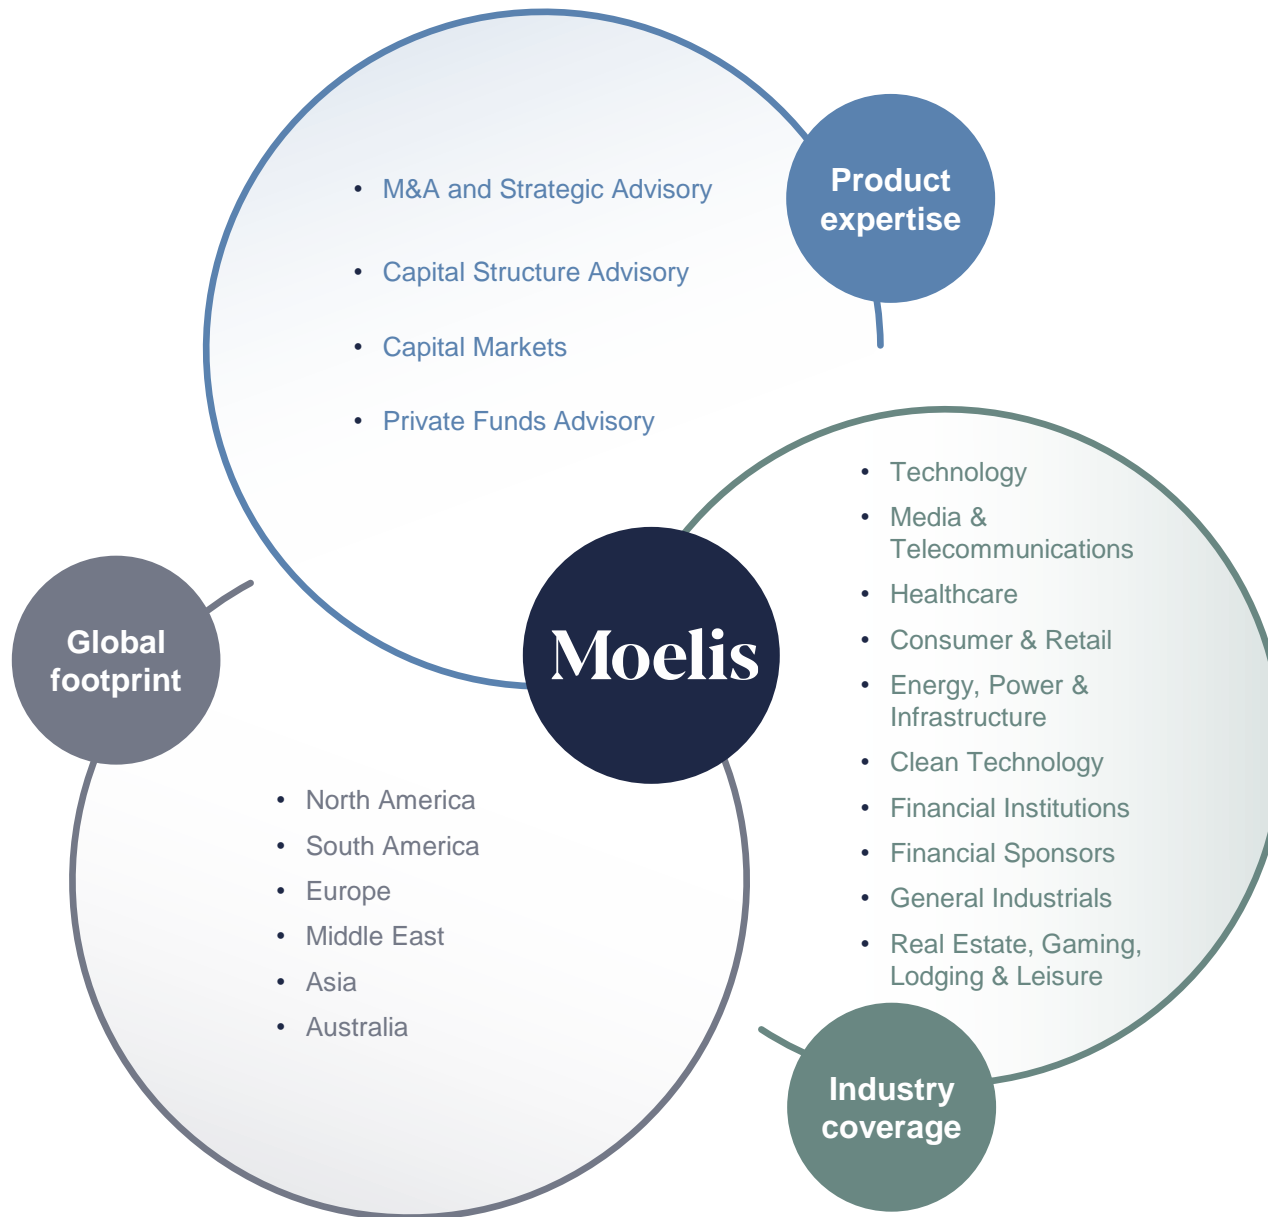 Product
expertise
• M&A and Strategic Advisory
• Capital Structure Advisory
• Capital Markets
• Private Funds Advisory
• Technology
• Media &
Telecommunications
• Healthcare
• Consumer & Retail
• Energy, Power &
Infrastructure
• Clean Technology
• Financial Institutions
• Financial Sponsors
• General Industrials
• Real Estate, Gaming,
Lodging & Leisure
Industry
coverage
Moelis
Global
footprint
• North America
• South America
• Europe
• Middle East
• Asia
• Australia